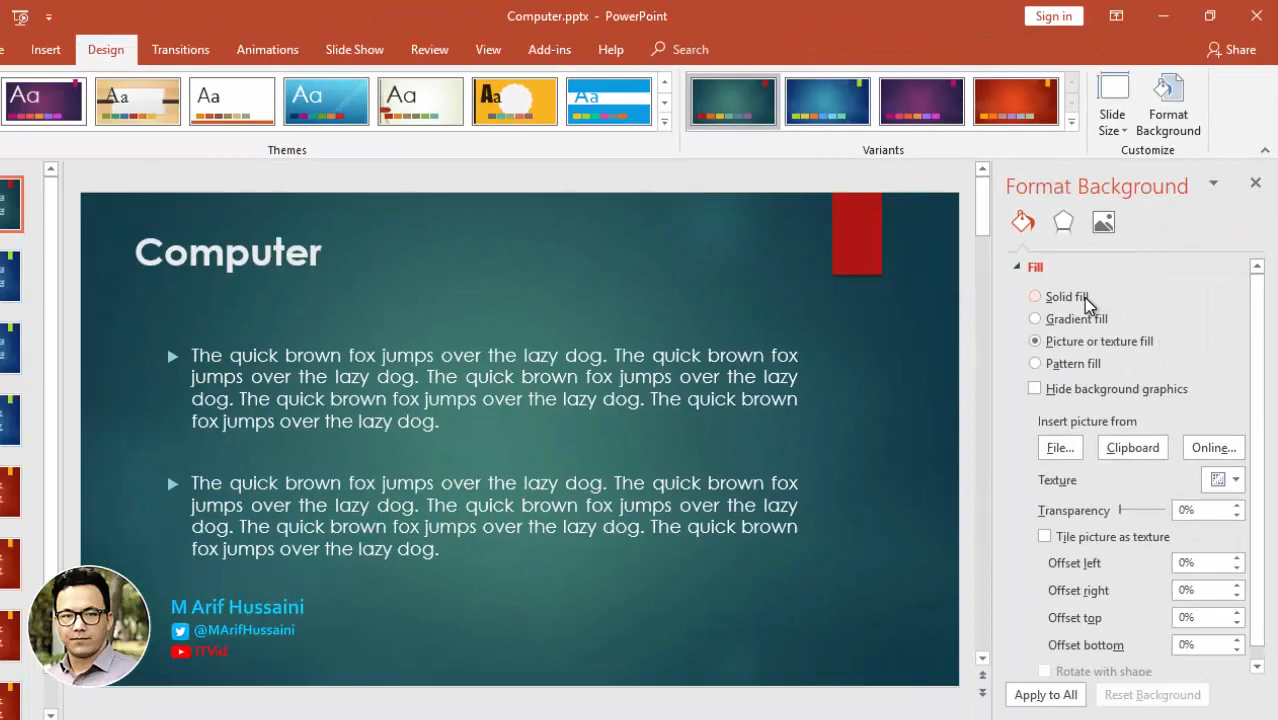 Computer.pptx - PowerPoint
Sign in
Insert Design Transitions Animations Slide Show Review View Add-ins Help Search Share
Aa Aa Aa Aa Aa Aa Aa
Slide Size
Format Background
Themes
Variants
Customize
Computer
The quick brown fox jumps over the lazy dog. The quick brown fox
jumps over the lazy dog. The quick brown fox jumps over the lazy
dog. The quick brown fox jumps over the lazy dog. The quick brown
fox jumps over the lazy dog.
The quick brown fox jumps over the lazy dog. The quick brown fox
jumps over the lazy dog. The quick brown fox jumps over the lazy
dog. The quick brown fox jumps over the lazy dog. The quick brown
fox jumps over the lazy dog.
M Arif Hussaini
@MArifHussaini
ITVid
Format Background
Fill
Solid fill
Gradient fill
Picture or texture fill
Pattern fill
Hide background graphics
Insert picture from
File... Clipboard Online...
Texture
Transparency 0%
Tile picture as texture
Offset left 0%
Offset right 0%
Offset top 0%
Offset bottom 0%
Rotate with shape
Apply to All Reset Background